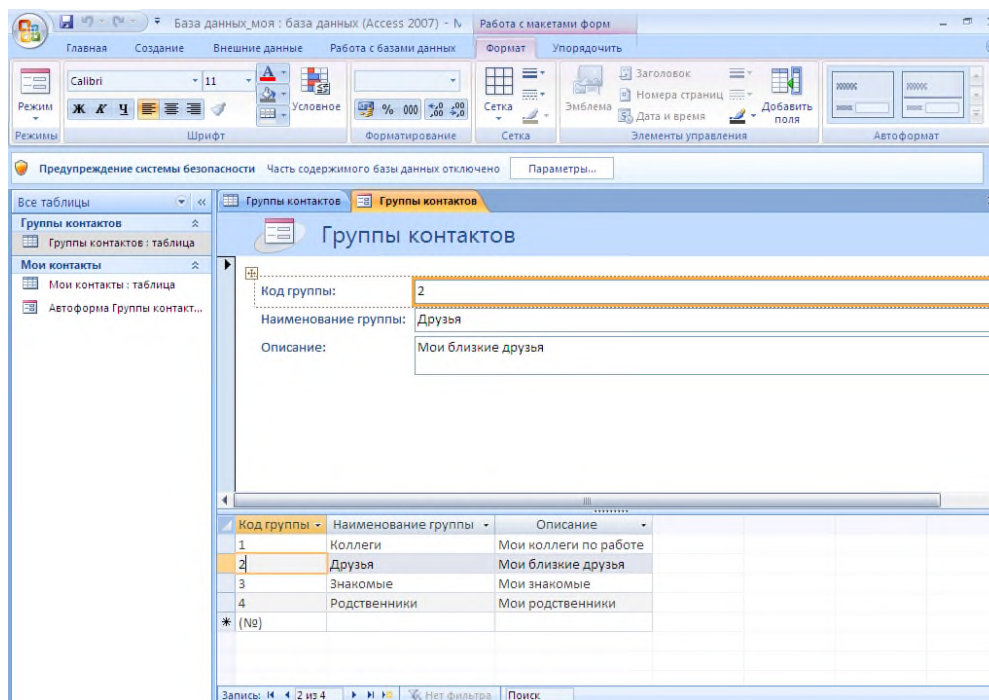 База данных_моя : база данных (Access 2007) - М
Работа с макетами форм
Главная Создание Внешние данные Работа с базами данных Формат Упорядочить
Calibri 11
Режим
Ж К Ч
Условное
% 000
Сетка
Эмблема
Заголовок
Номера страниц
Дата и время
Добавить поля
Режимы Шрифт Форматирование Сетка Элементы управления Автоформат
Предупреждение системы безопасности Часть содержимого базы данных отключено Параметры...
Все таблицы
Группы контактов
Группы контактов : таблица
Мои контакты
Мои контакты : таблица
Автоформа Группы контакт...
Группы контактов Группы контактов
Группы контактов
Код группы: 2
Наименование группы: Друзья
Описание: Мои близкие друзья
Код группы Наименование группы Описание
1 Коллеги Мои коллеги по работе
2 Друзья Мои близкие друзья
3 Знакомые Мои знакомые
4 Родственники Мои родственники
(№)
Запись: 2 из 4 Нет фильтра Поиск